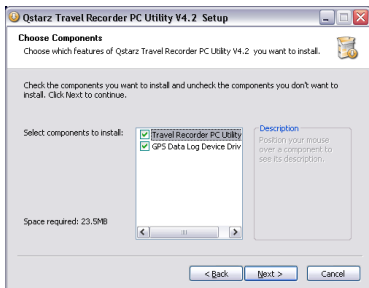 Qstarz Travel Recorder PC Utility V4.2 Setup
Choose Components
Choose which features of Qstarz Travel Recorder PC Utility V4.2 you want to install.
Check the components you want to install and uncheck the components you don't want to
install. Click Next to continue.
Select components to install:
Travel Recorder PC Utility
GPS Data Log Device Driv
Description
Position your mouse
over a component to
see its description.
Space required: 23.5MB
< Back
Next >
Cancel